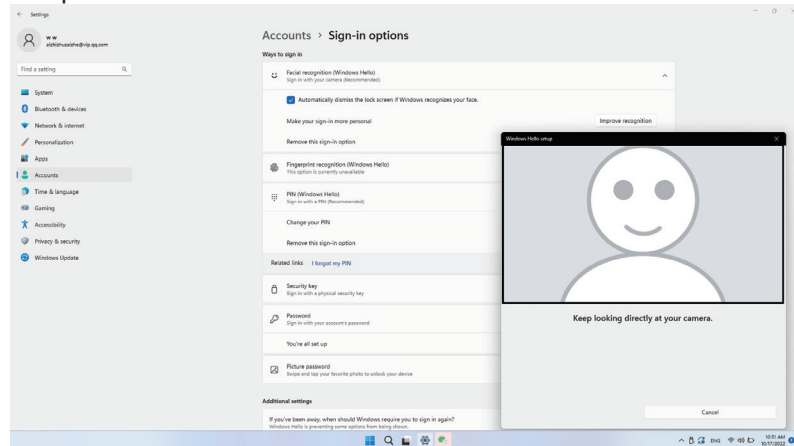 Settings
w w
aizhizhuzaizhe@vip.qq.com
Find a setting
System
Bluetooth & devices
Network & internet
Personalization
Apps
Accounts
Time & language
Gaming
Accessibility
Privacy & security
Windows Update
Accounts > Sign-in options
Ways to sign in
Facial recognition (Windows Hello)
Sign in with your camera (Recommended)
Automatically dismiss the lock screen if Windows recognizes your face.
Make your sign-in more personal
Improve recognition
Remove this sign-in option
Fingerprint recognition (Windows Hello)
This option is currently unavailable
PIN (Windows Hello)
Sign in with a PIN (Recommended)
Change your PIN
Remove this sign-in option
Related links I forgot my PIN
Security key
Sign in with a physical security key
Password
Sign in with your account's password
You're all set up
Picture password
Swipe and tap your favorite photo to unlock your device
Additional settings
If you've been away, when should Windows require you to sign in again?
Windows Hello is preventing some options from being shown.
Windows Hello setup
Keep looking directly at your camera.
Cancel
ENG
10:51 AM
10/17/2022